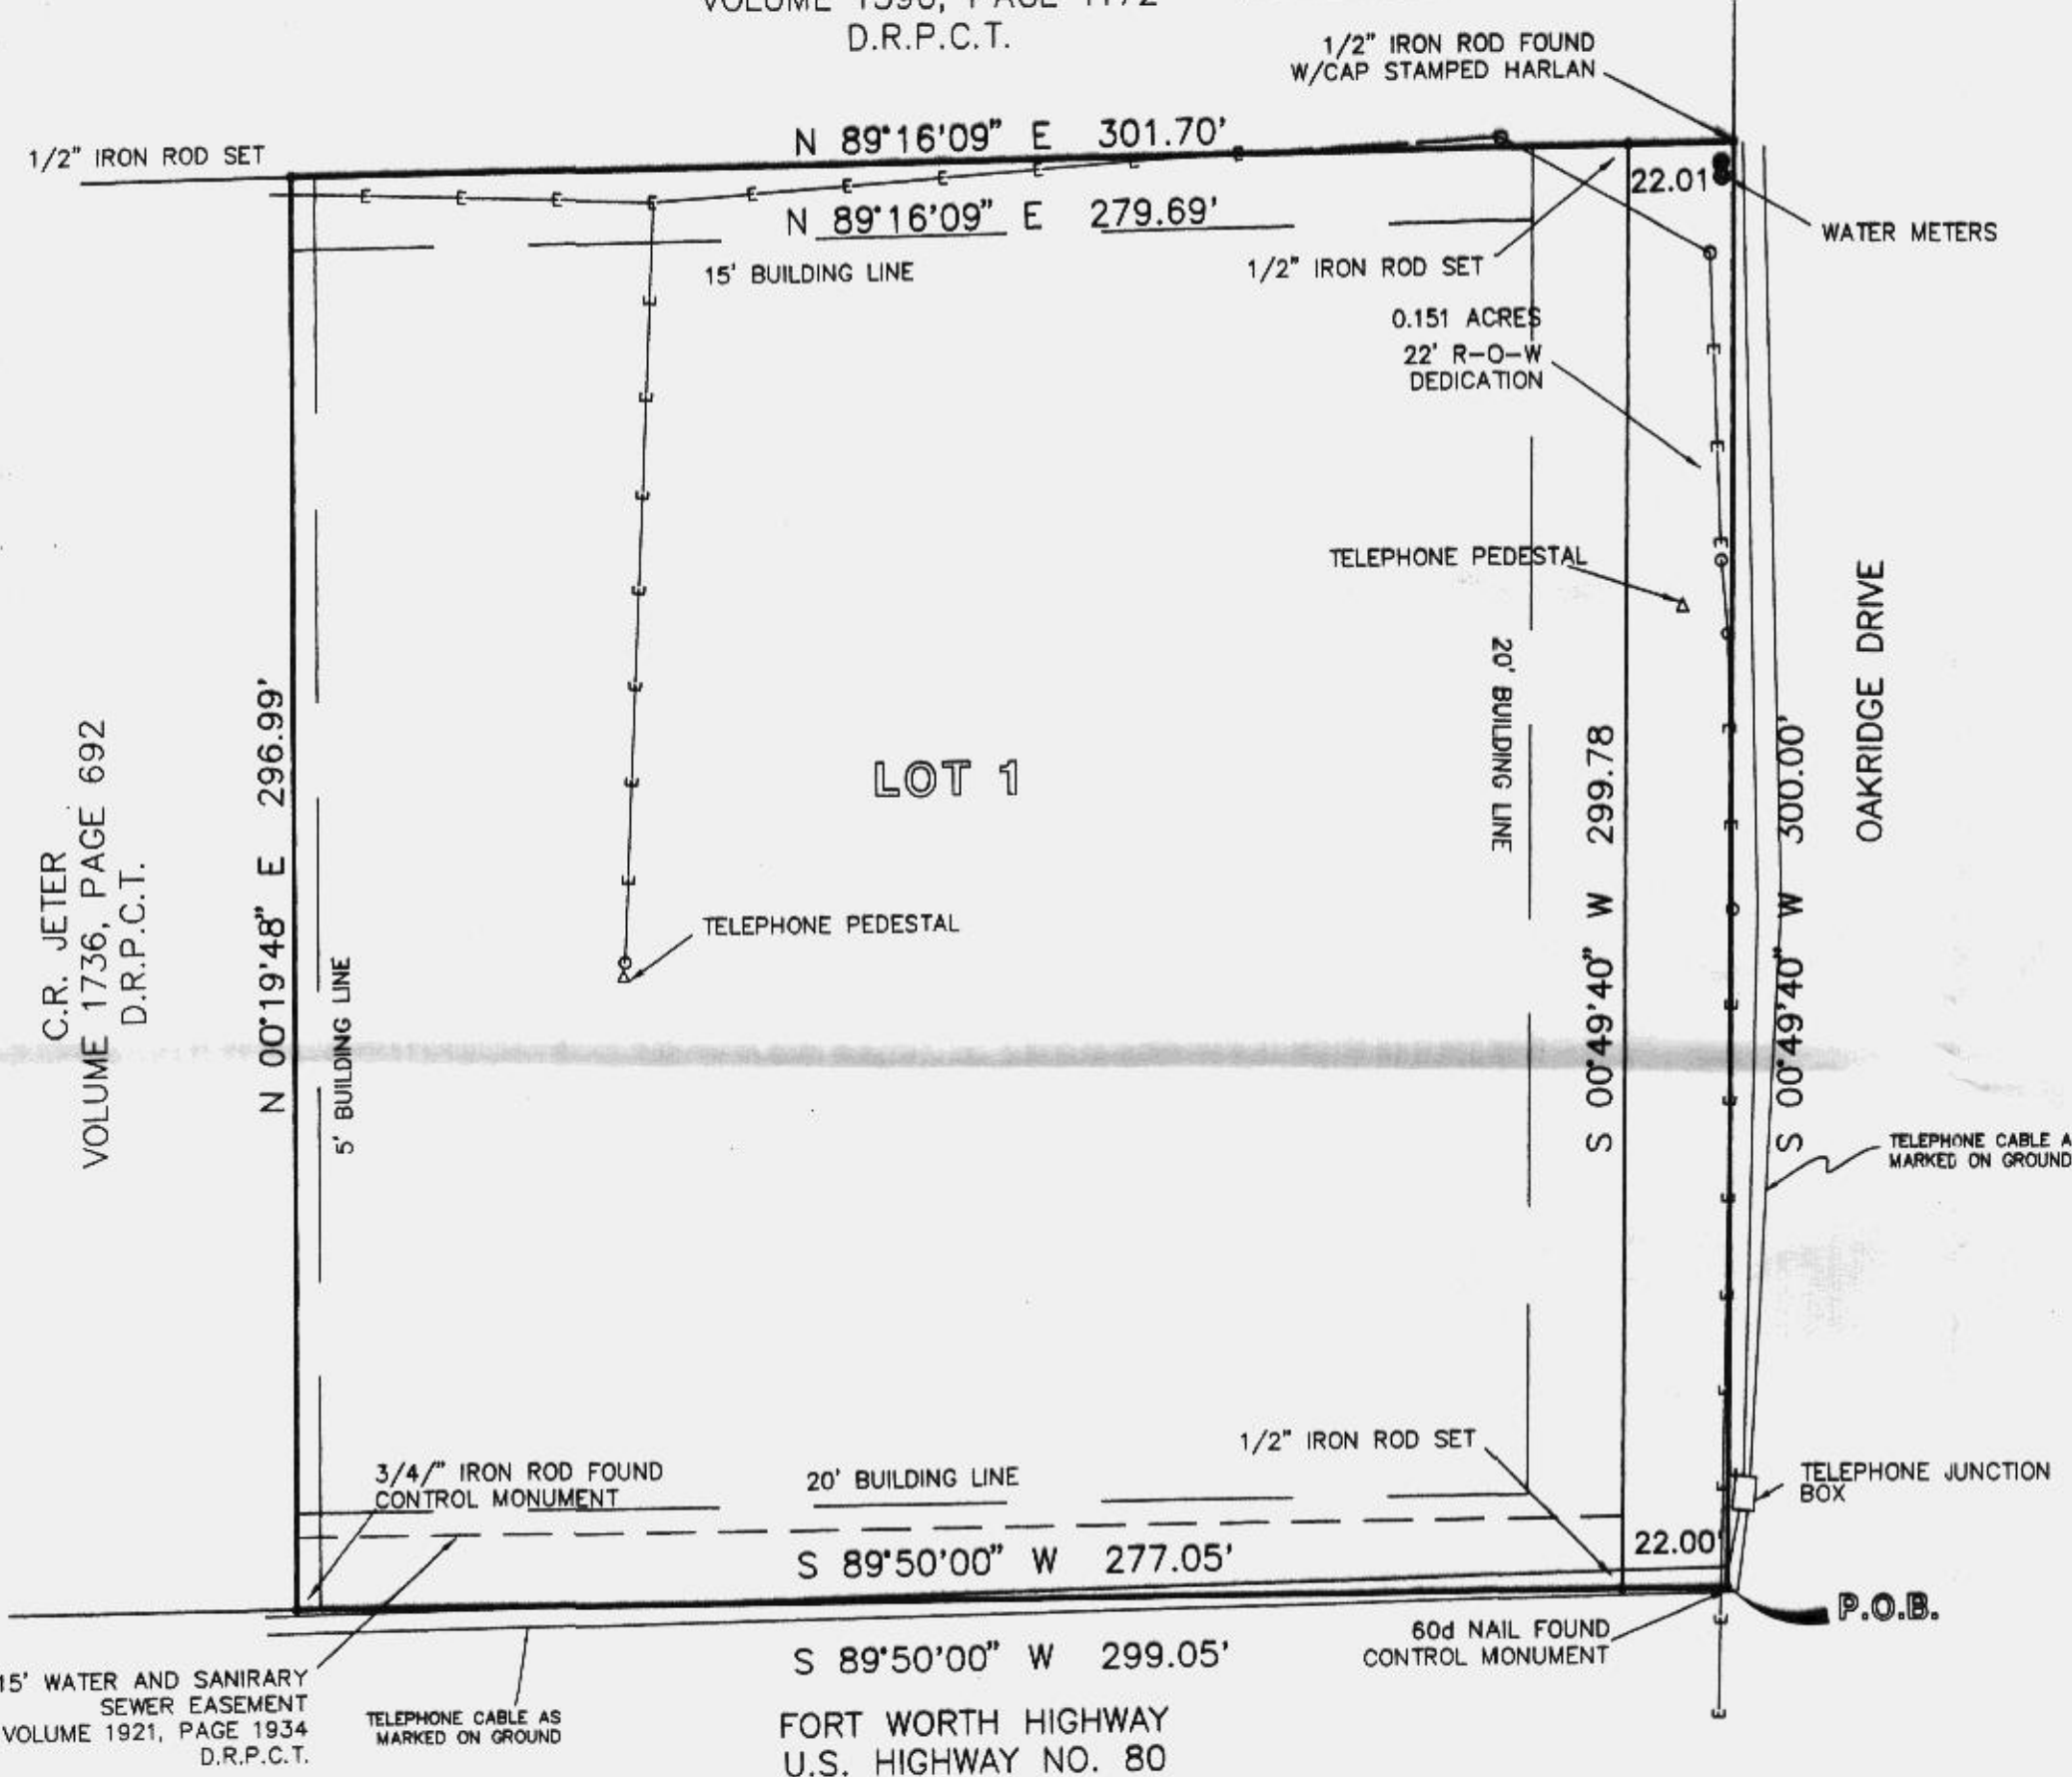 D.R.P.C.T.
1/2" IRON ROD FOUND
W/CAP STAMPED HARLAN
1/2" IRON ROD SET
N 89°16'09" E 301.70'
22.01
N 89°16'09" E 279.69'
WATER METERS
15' BUILDING LINE
1/2" IRON ROD SET
0.151 ACRES
22' R-O-W
DEDICATION
TELEPHONE PEDESTAL
OAKRIDGE DRIVE
20' BUILDING LINE
S 00°49'40" W 299.78
S 00°49'40" W 300.00'
LOT 1
C.R. JETER
VOLUME 1736, PAGE 692
D.R.P.C.T.
N 00°19'48" E 296.99'
5' BUILDING LINE
TELEPHONE PEDESTAL
TELEPHONE CABLE A
MARKED ON GROUND
1/2" IRON ROD SET
3/4/" IRON ROD FOUND
CONTROL MONUMENT
20' BUILDING LINE
TELEPHONE JUNCTION
BOX
22.00'
S 89°50'00" W 277.05'
P.O.B.
60d NAIL FOUND
CONTROL MONUMENT
S 89°50'00" W 299.05'
15' WATER AND SANIRARY
SEWER EASEMENT
VOLUME 1921, PAGE 1934
D.R.P.C.T.
TELEPHONE CABLE AS
MARKED ON GROUND
FORT WORTH HIGHWAY
U.S. HIGHWAY NO. 80